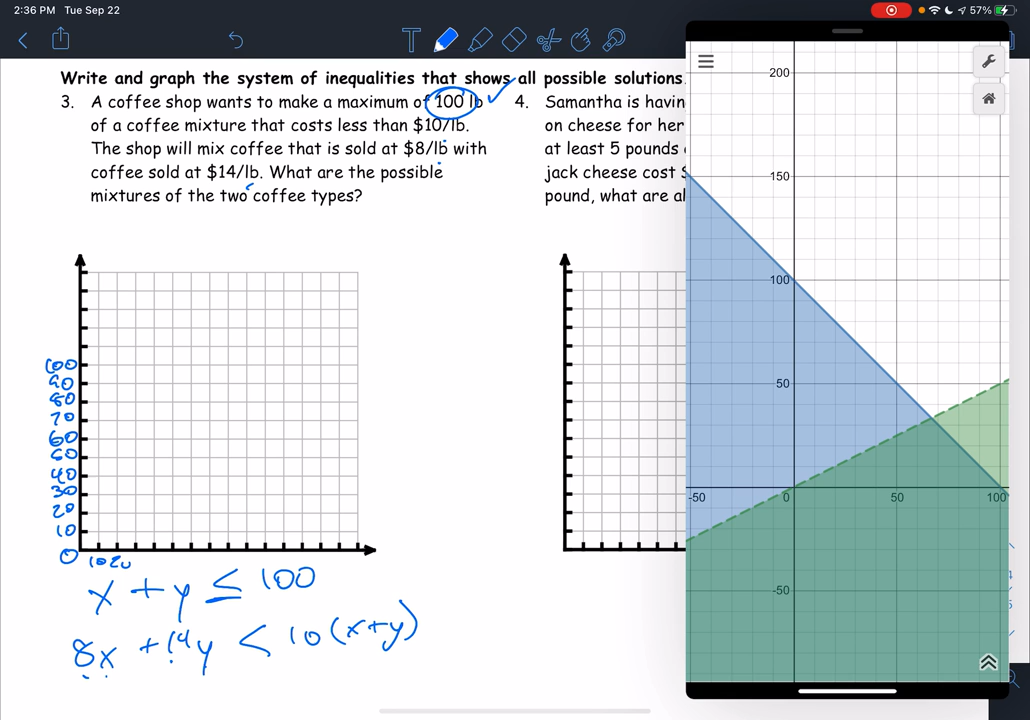 2:36 PM Tue Sep 22
57%
Write and graph the system of inequalities that shows all possible solutions
3. A coffee shop wants to make a maximum of 100 lb
of a coffee mixture that costs less than $10/lb.
The shop will mix coffee that is sold at $8/lb with
coffee sold at $14/lb. What are the possible
mixtures of the two coffee types?
4. Samantha is havin
on cheese for her
at least 5 pounds
jack cheese cost $
pound, what are al
100
90
80
70
60
50
40
30
20
10
0 10 20
x + y ≤ 100
8x + 14y < 10(x+y)
200
150
100
50
-50 0 50 100
-50